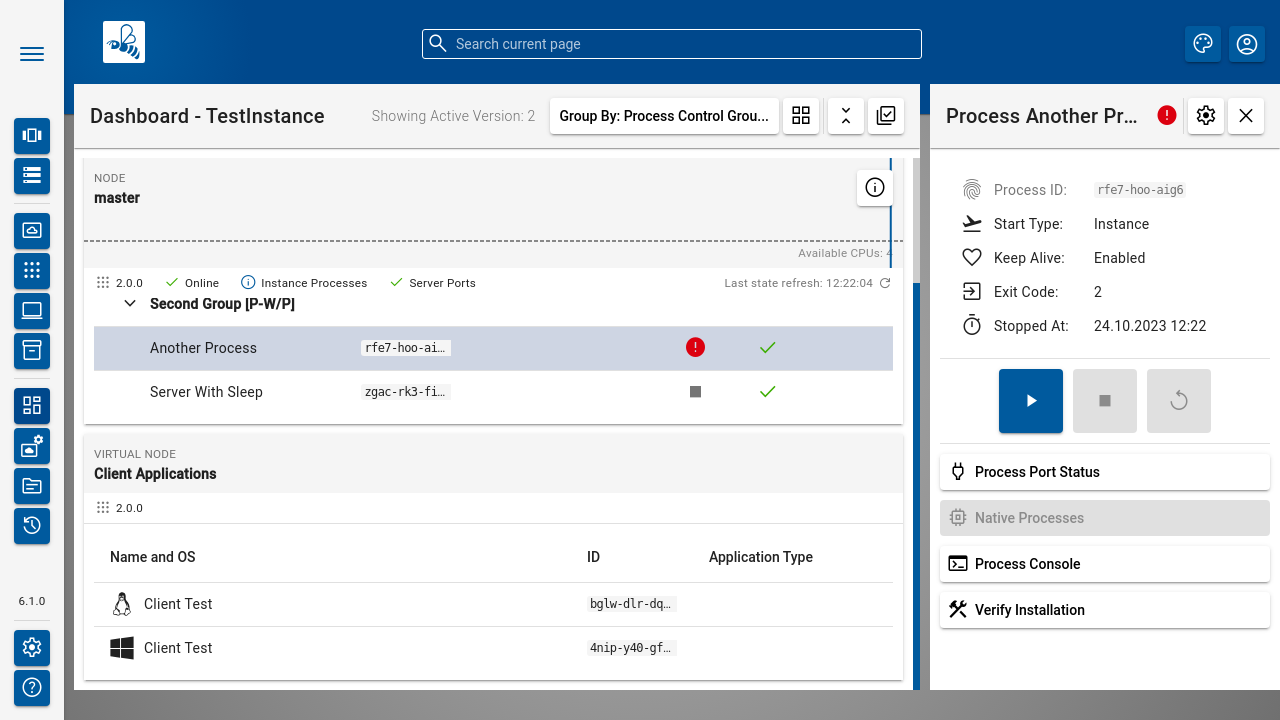 Search current page
Dashboard - TestInstance
Showing Active Version: 2
Group By: Process Control Grou...
NODE
master
Available CPUs: 4
2.0.0
Online
Instance Processes
Server Ports
Last state refresh: 12:22:04
Second Group [P-W/P]
Another Process
rfe7-hoo-ai…
Server With Sleep
zgac-rk3-fi…
VIRTUAL NODE
Client Applications
2.0.0
Name and OS
ID
Application Type
Client Test
bglw-dlr-dq…
Client Test
4nip-y40-gf…
6.1.0
Process Another Pr…
Process ID:
rfe7-hoo-aig6
Start Type:
Instance
Keep Alive:
Enabled
Exit Code:
2
Stopped At:
24.10.2023 12:22
Process Port Status
Native Processes
Process Console
Verify Installation